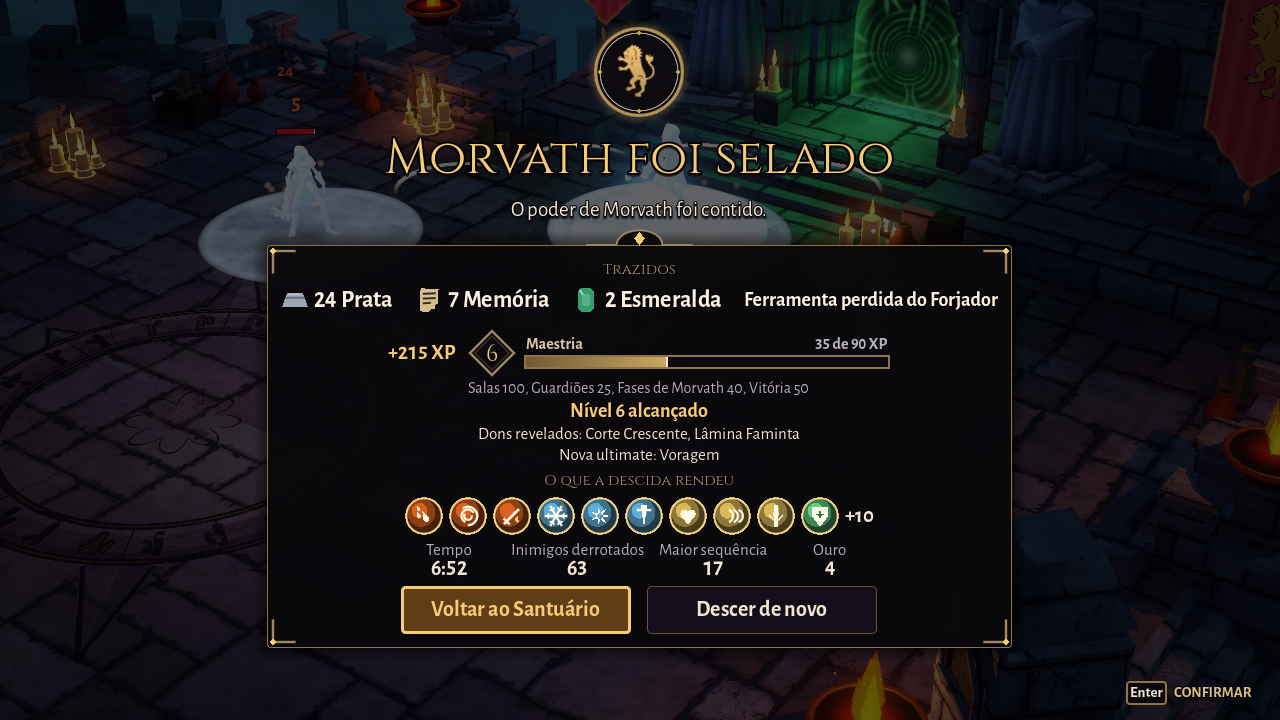 24
5
Morvath foi selado
O poder de Morvath foi contido.
Trazidos
24 Prata 7 Memória 2 Esmeralda Ferramenta perdida do Forjador
+215 XP 6 Maestria 35 de 90 XP
Salas 100, Guardiões 25, Fases de Morvath 40, Vitória 50
Nível 6 alcançado
Dons revelados: Corte Crescente, Lâmina Faminta
Nova ultimate: Voragem
O que a descida rendeu
+10
Tempo Inimigos derrotados Maior sequência Ouro
6:52 63 17 4
Voltar ao Santuário Descer de novo
Enter CONFIRMAR